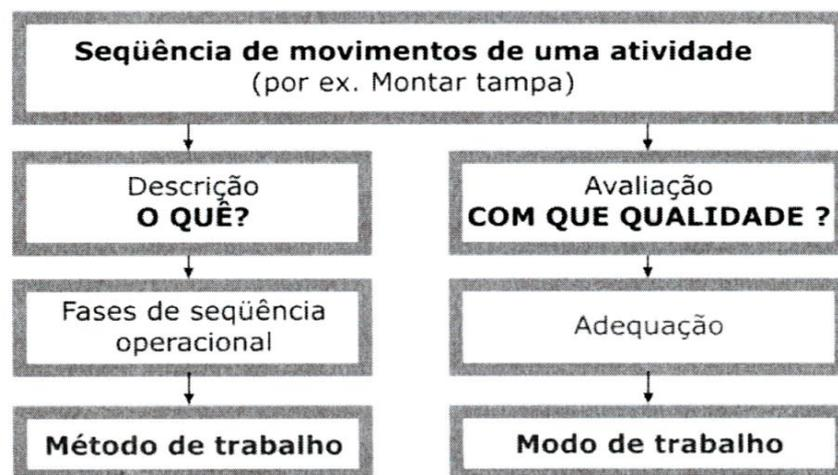 Seqüência de movimentos de uma atividade
(por ex. Montar tampa)
Descrição
O QUÊ?
Fases de seqüência
operacional
Método de trabalho
Avaliação
COM QUE QUALIDADE ?
Adequação
Modo de trabalho